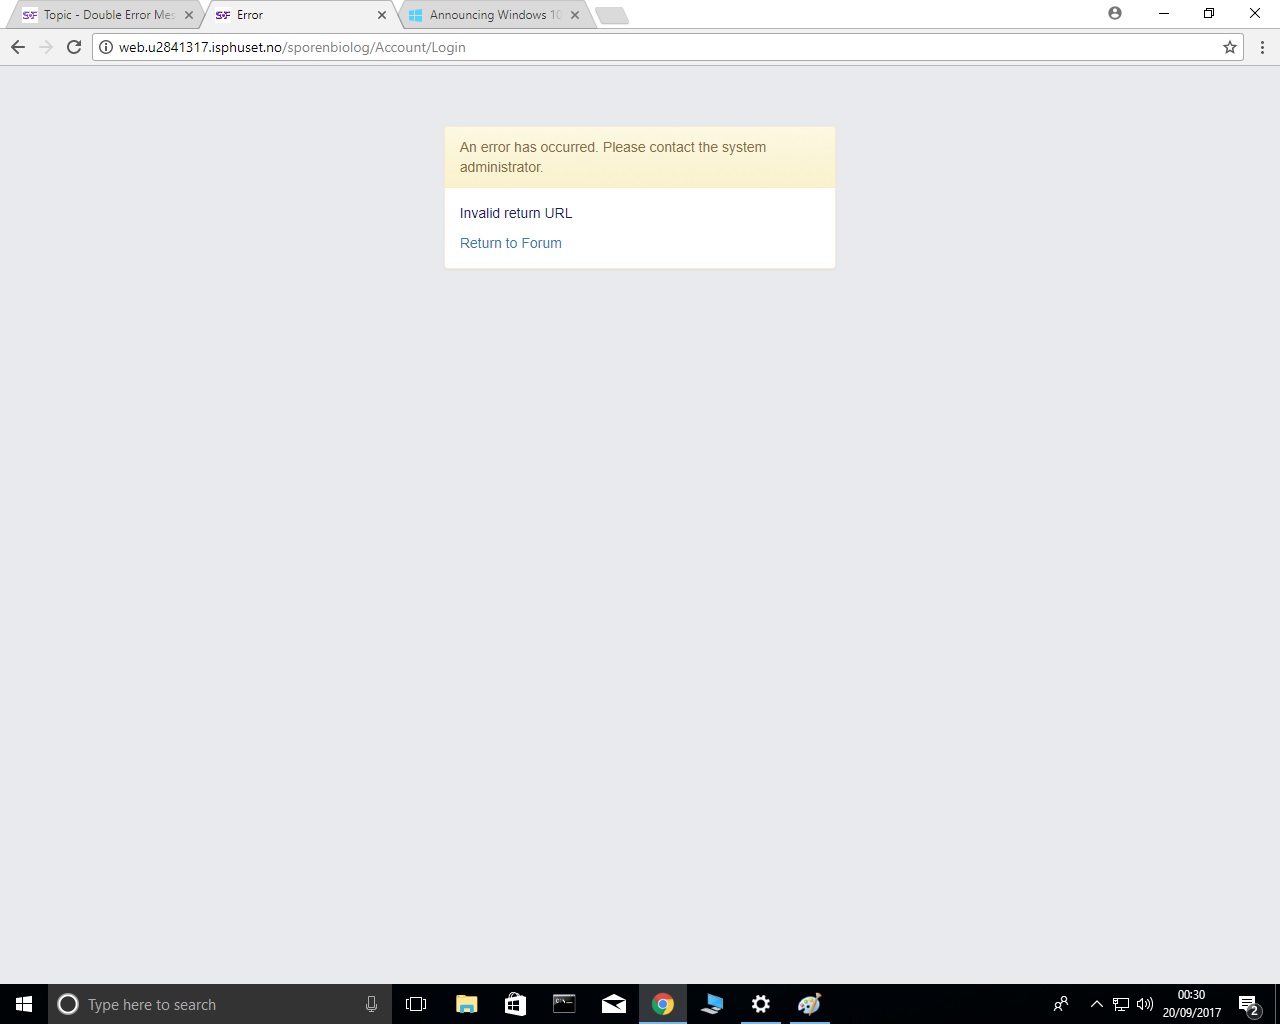 Topic - Double Error Mes
Error
Announcing Windows 10
web.u2841317.isphuset.no/sporenbiolog/Account/Login
An error has occurred. Please contact the system
administrator.
Invalid return URL
Return to Forum
Type here to search
00:30
20/09/2017
2